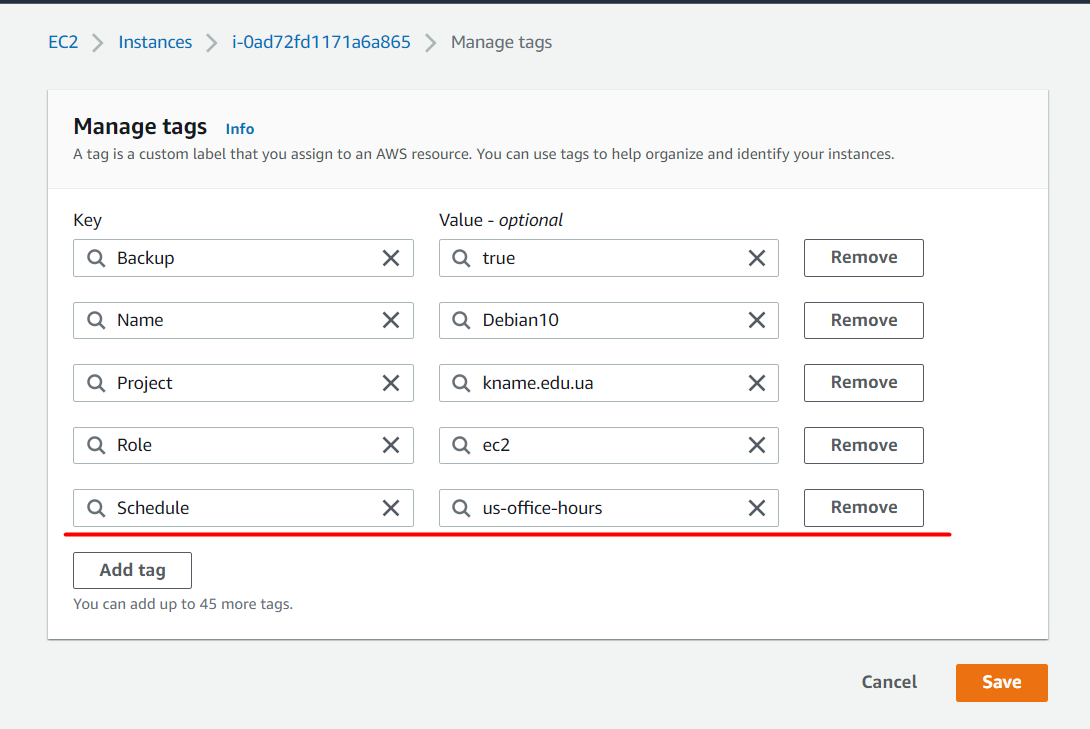 EC2 Instances i-0ad72fd1171a6a865 Manage tags
Manage tags Info
A tag is a custom label that you assign to an AWS resource. You can use tags to help organize and identify your instances.
Key Value - optional
Backup true Remove
Name Debian10 Remove
Project kname.edu.ua Remove
Role ec2 Remove
Schedule us-office-hours Remove
Add tag
You can add up to 45 more tags.
Cancel Save